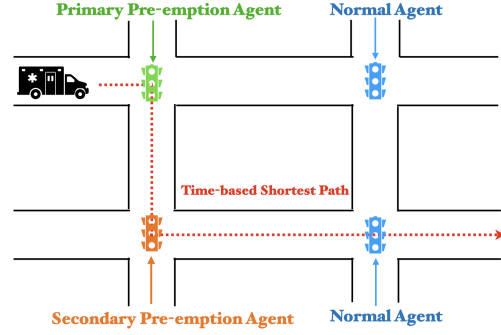 Primary Pre-emption Agent
Normal Agent
Time-based Shortest Path
Secondary Pre-emption Agent
Normal Agent